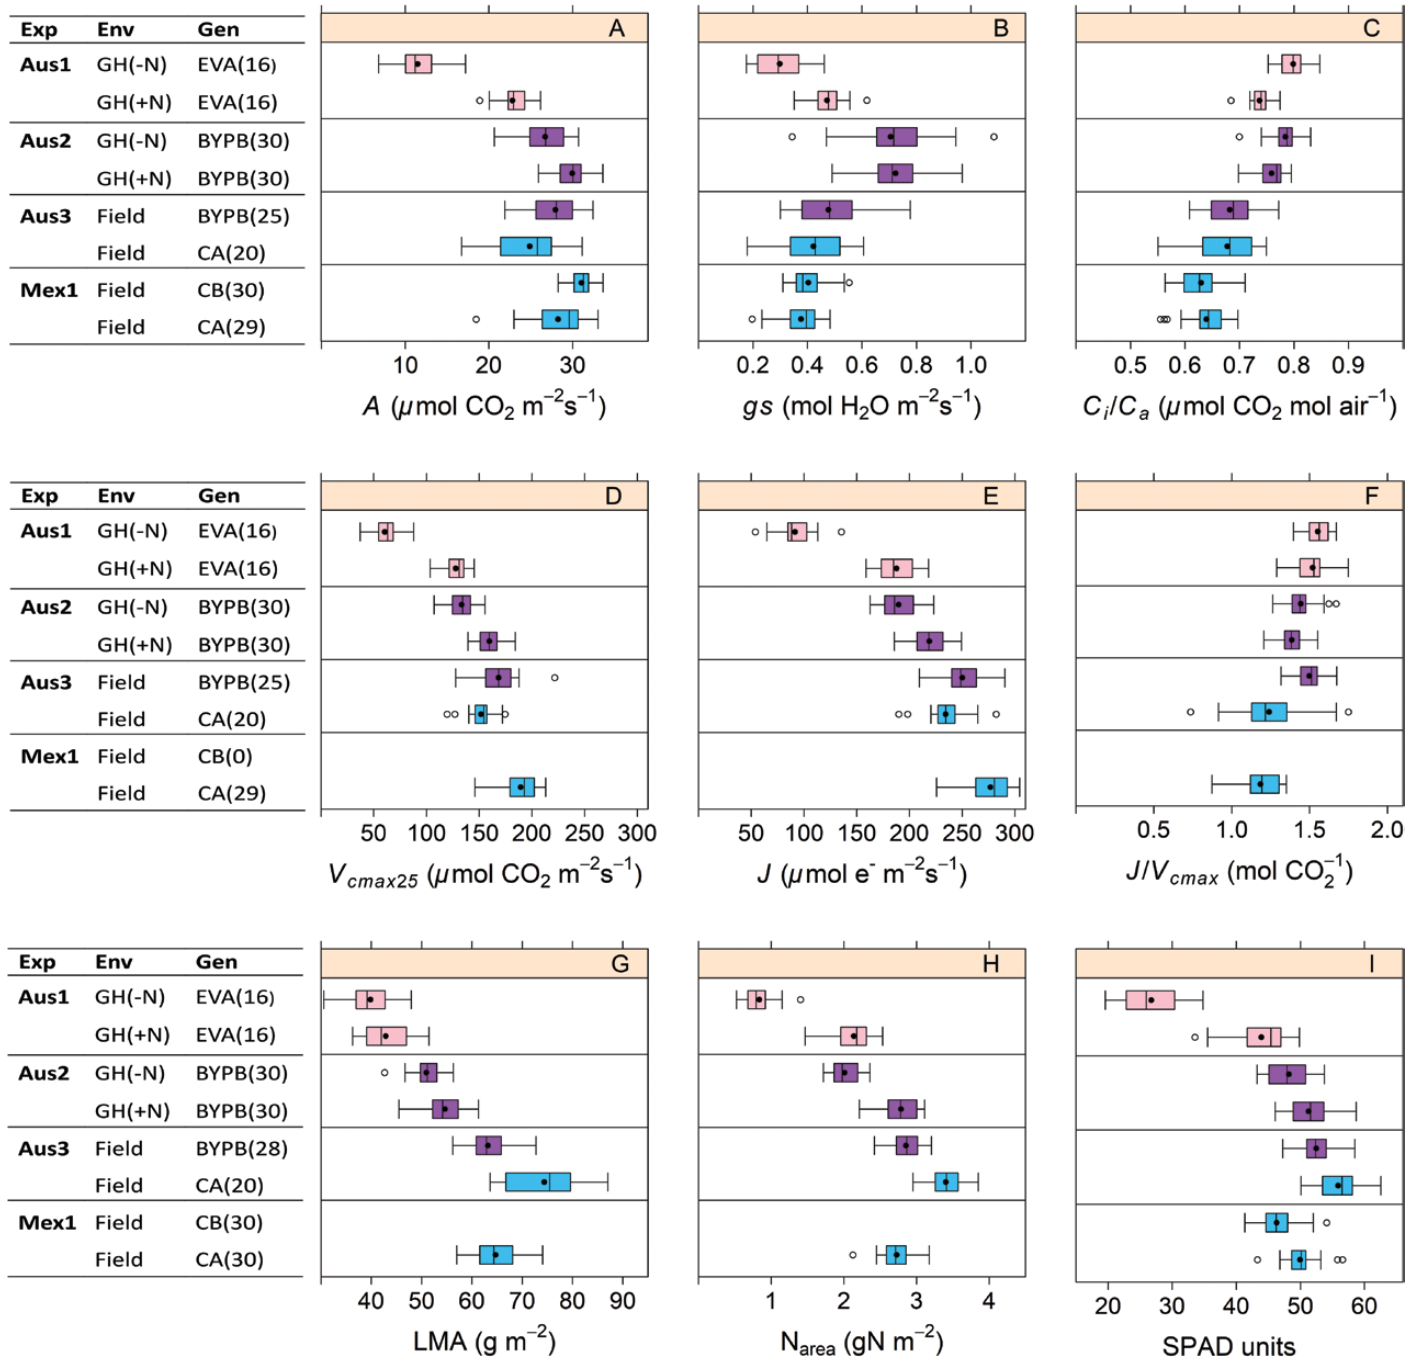 Exp Env Gen A B C
Aus1 GH(-N) EVA(16)
GH(+N) EVA(16)
Aus2 GH(-N) BYPB(30)
GH(+N) BYPB(30)
Aus3 Field BYPB(25)
Field CA(20)
Mex1 Field CB(30)
Field CA(29)
10 20 30 0.2 0.4 0.6 0.8 1.0 0.5 0.6 0.7 0.8 0.9
A (µmol CO₂ m⁻²s⁻¹) gs (mol H₂O m⁻²s⁻¹) Cᵢ/Cₐ (µmol CO₂ mol air⁻¹)
Exp Env Gen D E F
Aus1 GH(-N) EVA(16)
GH(+N) EVA(16)
Aus2 GH(-N) BYPB(30)
GH(+N) BYPB(30)
Aus3 Field BYPB(25)
Field CA(20)
Mex1 Field CB(0)
Field CA(29)
50 100 150 200 250 300 50 100 150 200 250 300 0.5 1.0 1.5 2.0
Vcmax25 (µmol CO₂ m⁻²s⁻¹) J (µmol e⁻ m⁻²s⁻¹) J/Vcmax (mol CO₂⁻¹)
Exp Env Gen G H I
Aus1 GH(-N) EVA(16)
GH(+N) EVA(16)
Aus2 GH(-N) BYPB(30)
GH(+N) BYPB(30)
Aus3 Field BYPB(28)
Field CA(20)
Mex1 Field CB(30)
Field CA(30)
40 50 60 70 80 90 1 2 3 4 20 30 40 50 60
LMA (g m⁻²) Narea (gN m⁻²) SPAD units